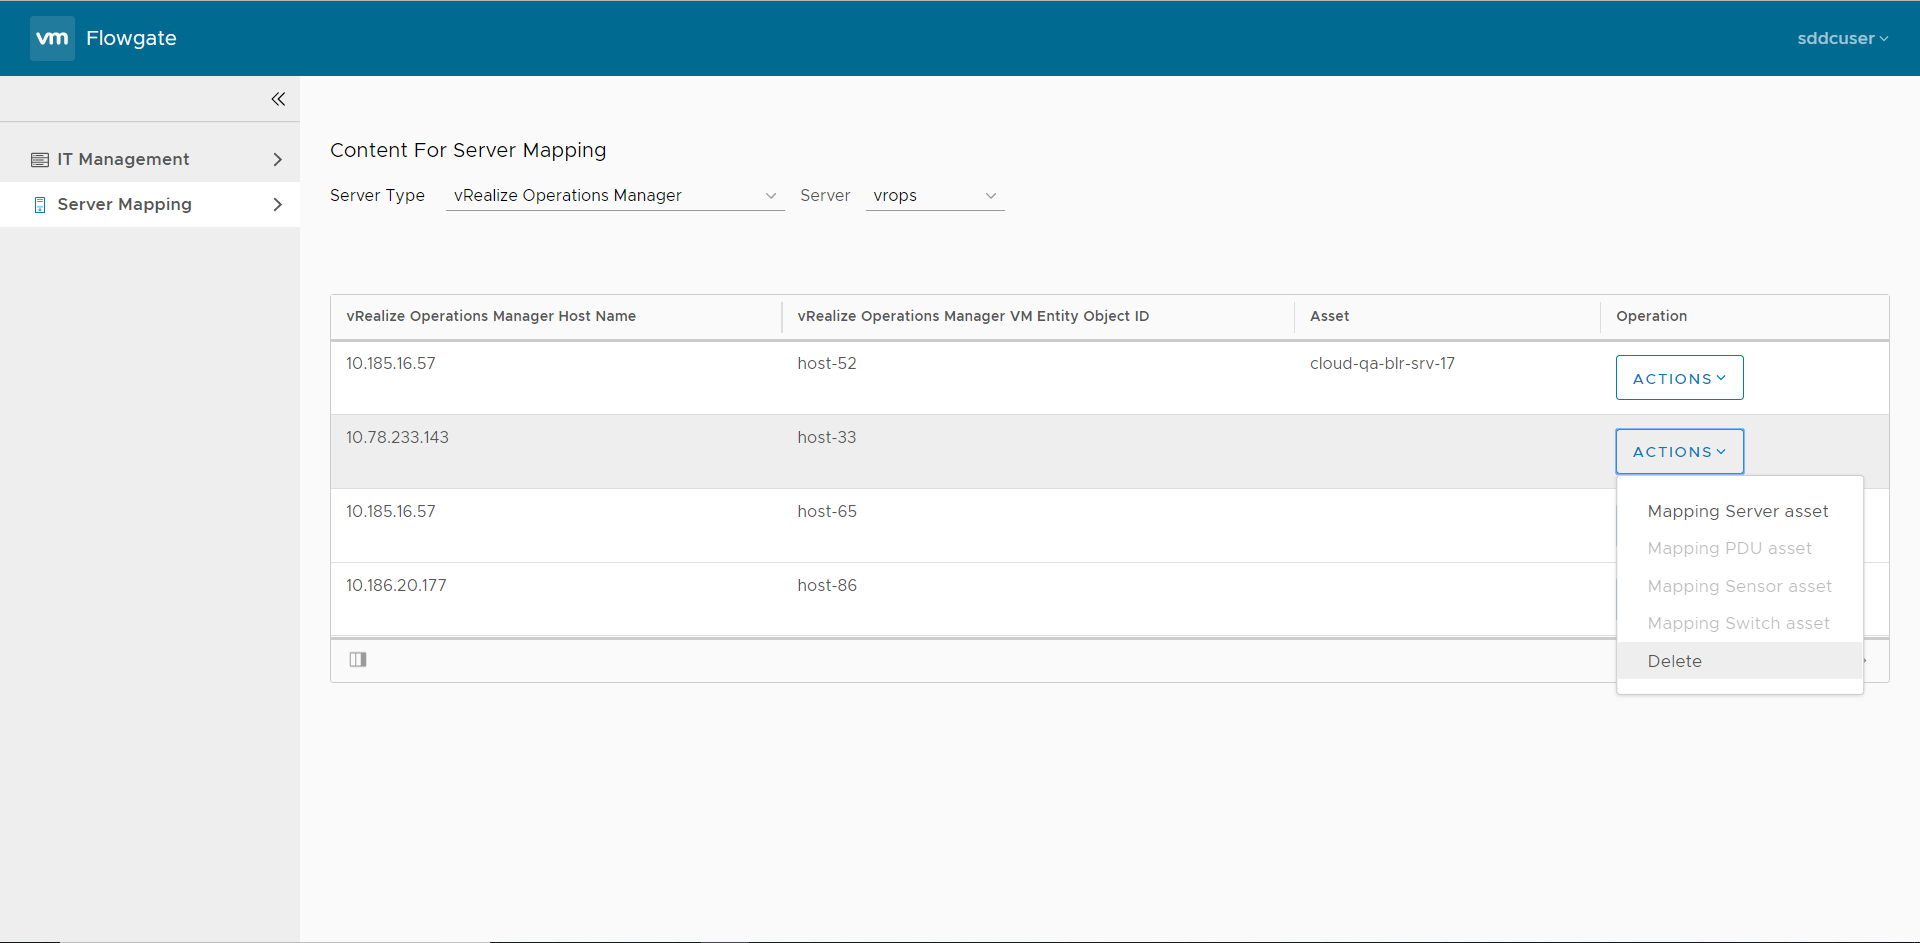 vm Flowgate sddcuser
IT Management
Server Mapping
Content For Server Mapping
Server Type vRealize Operations Manager Server vrops
vRealize Operations Manager Host Name vRealize Operations Manager VM Entity Object ID Asset Operation
10.185.16.57 host-52 cloud-qa-blr-srv-17 ACTIONS
10.78.233.143 host-33 ACTIONS
10.185.16.57 host-65
10.186.20.177 host-86
Mapping Server asset
Mapping PDU asset
Mapping Sensor asset
Mapping Switch asset
Delete